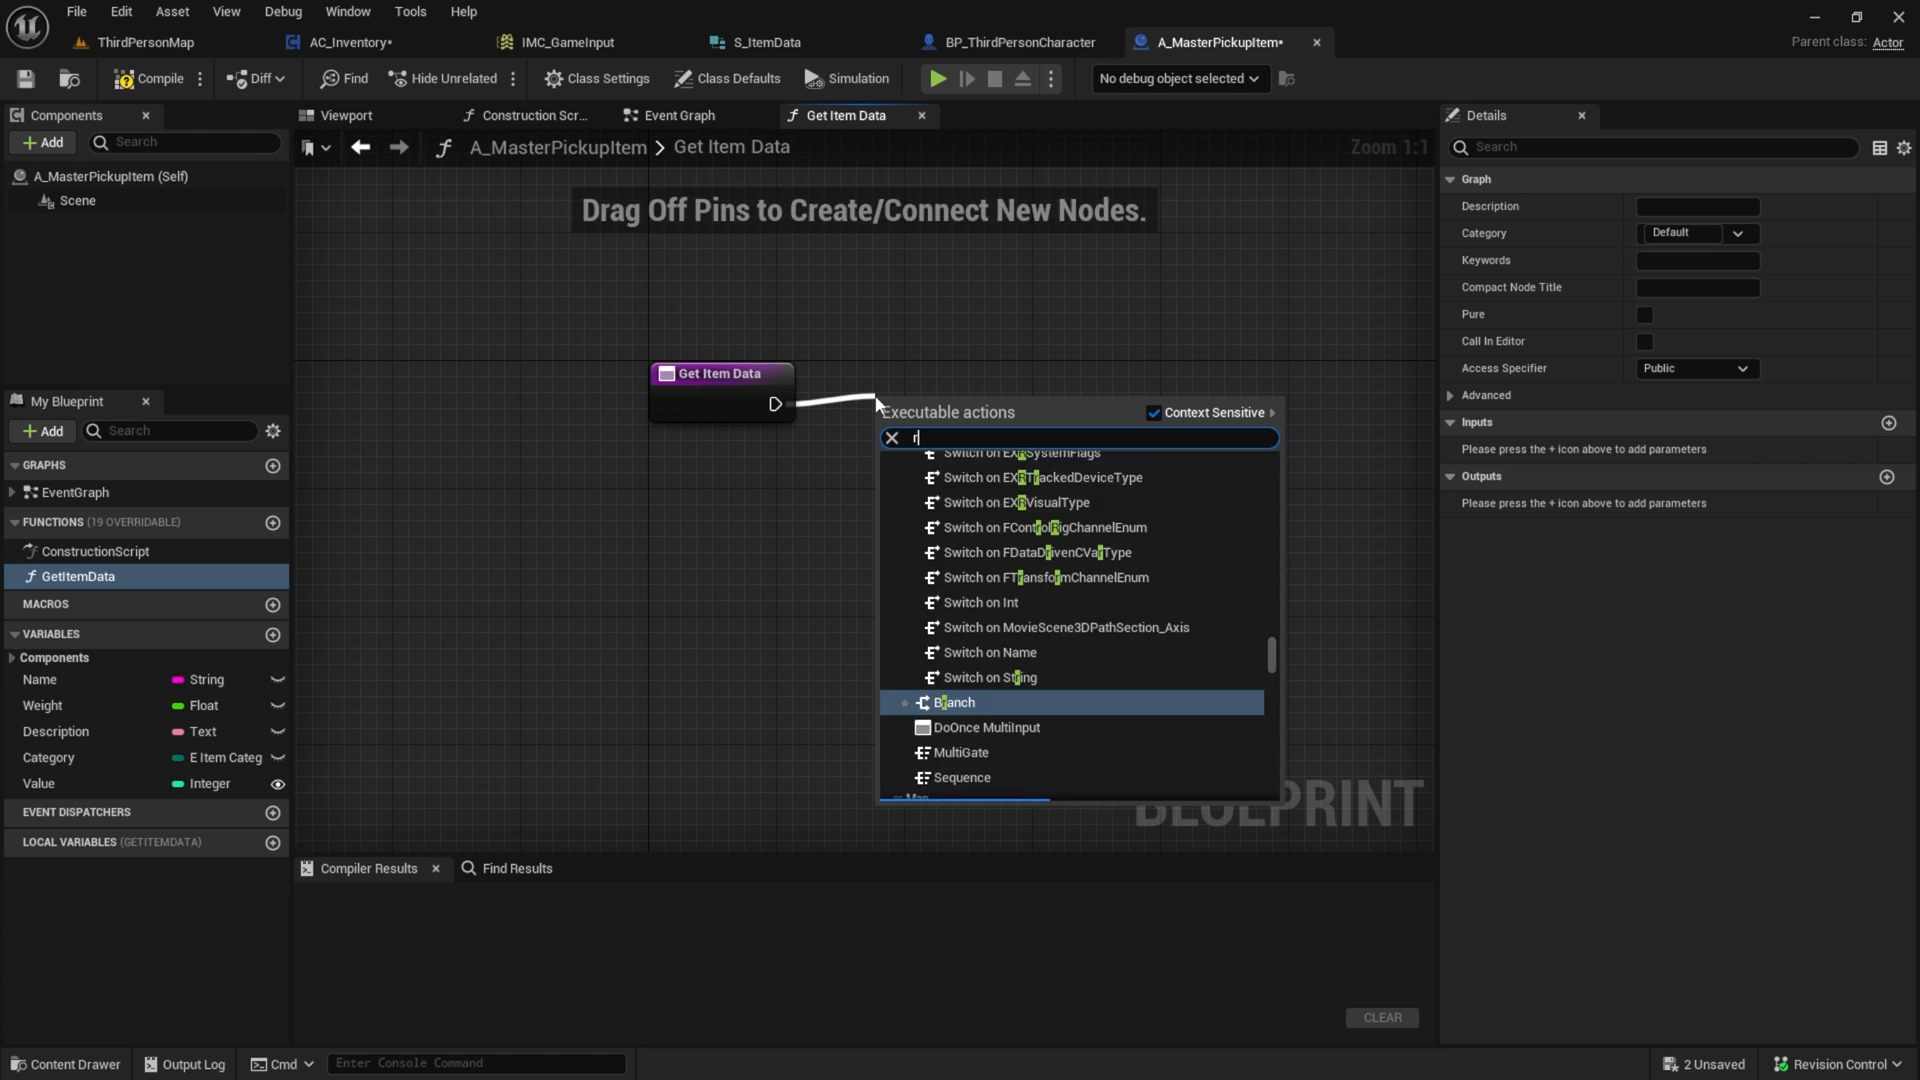 File Edit Asset View Debug Window Tools Help
ThirdPersonMap AC_Inventory* IMC_GameInput S_ItemData BP_ThirdPersonCharacter A_MasterPickupItem* Parent class: Actor
Compile Diff Find Hide Unrelated Class Settings Class Defaults Simulation No debug object selected
Components
Add Search
A_MasterPickupItem (Self)
Scene
My Blueprint
Add Search
GRAPHS
EventGraph
FUNCTIONS (19 OVERRIDABLE)
ConstructionScript
GetItemData
MACROS
VARIABLES
Components
Name String
Weight Float
Description Text
Category E Item Categ
Value Integer
EVENT DISPATCHERS
LOCAL VARIABLES (GETITEMDATA)
Viewport Construction Scr... Event Graph Get Item Data
A_MasterPickupItem > Get Item Data Zoom 1:1
Drag Off Pins to Create/Connect New Nodes.
Get Item Data
Executable actions Context Sensitive
r
Switch on EXRSystemFlags
Switch on EXRTrackedDeviceType
Switch on EXRVisualType
Switch on FControlRigChannelEnum
Switch on FDataDrivenCVarType
Switch on FTransformChannelEnum
Switch on Int
Switch on MovieScene3DPathSection_Axis
Switch on Name
Switch on String
Branch
DoOnce MultiInput
MultiGate
Sequence
Map
BLUEPRINT
Compiler Results Find Results
CLEAR
Details
Search
Graph
Description
Category Default
Keywords
Compact Node Title
Pure
Call In Editor
Access Specifier Public
Advanced
Inputs
Please press the + icon above to add parameters
Outputs
Please press the + icon above to add parameters
Content Drawer Output Log Cmd Enter Console Command 2 Unsaved Revision Control